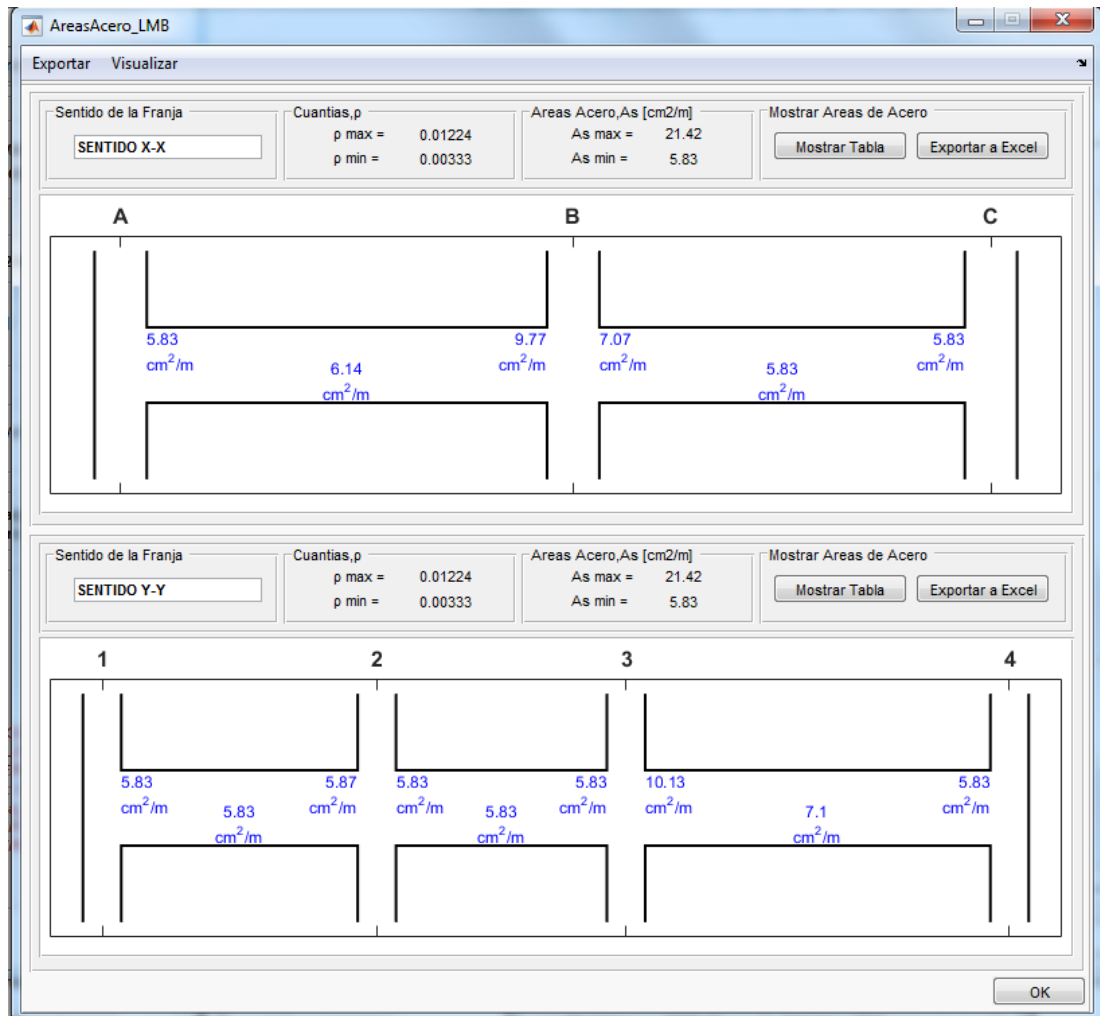 AreasAcero_LMB
Exportar Visualizar
Sentido de la Franja
SENTIDO X-X
Cuantias,ρ
ρ max = 0.01224
ρ min = 0.00333
Areas Acero,As [cm2/m]
As max = 21.42
As min = 5.83
Mostrar Areas de Acero
Mostrar Tabla Exportar a Excel
A B C
5.83 9.77 7.07 5.83
cm²/m cm²/m cm²/m cm²/m
6.14 5.83
cm²/m cm²/m
Sentido de la Franja
SENTIDO Y-Y
Cuantias,ρ
ρ max = 0.01224
ρ min = 0.00333
Areas Acero,As [cm2/m]
As max = 21.42
As min = 5.83
Mostrar Areas de Acero
Mostrar Tabla Exportar a Excel
1 2 3 4
5.83 5.87 5.83 5.83 10.13 5.83
cm²/m cm²/m cm²/m cm²/m cm²/m cm²/m
5.83 5.83 7.1
cm²/m cm²/m cm²/m
OK